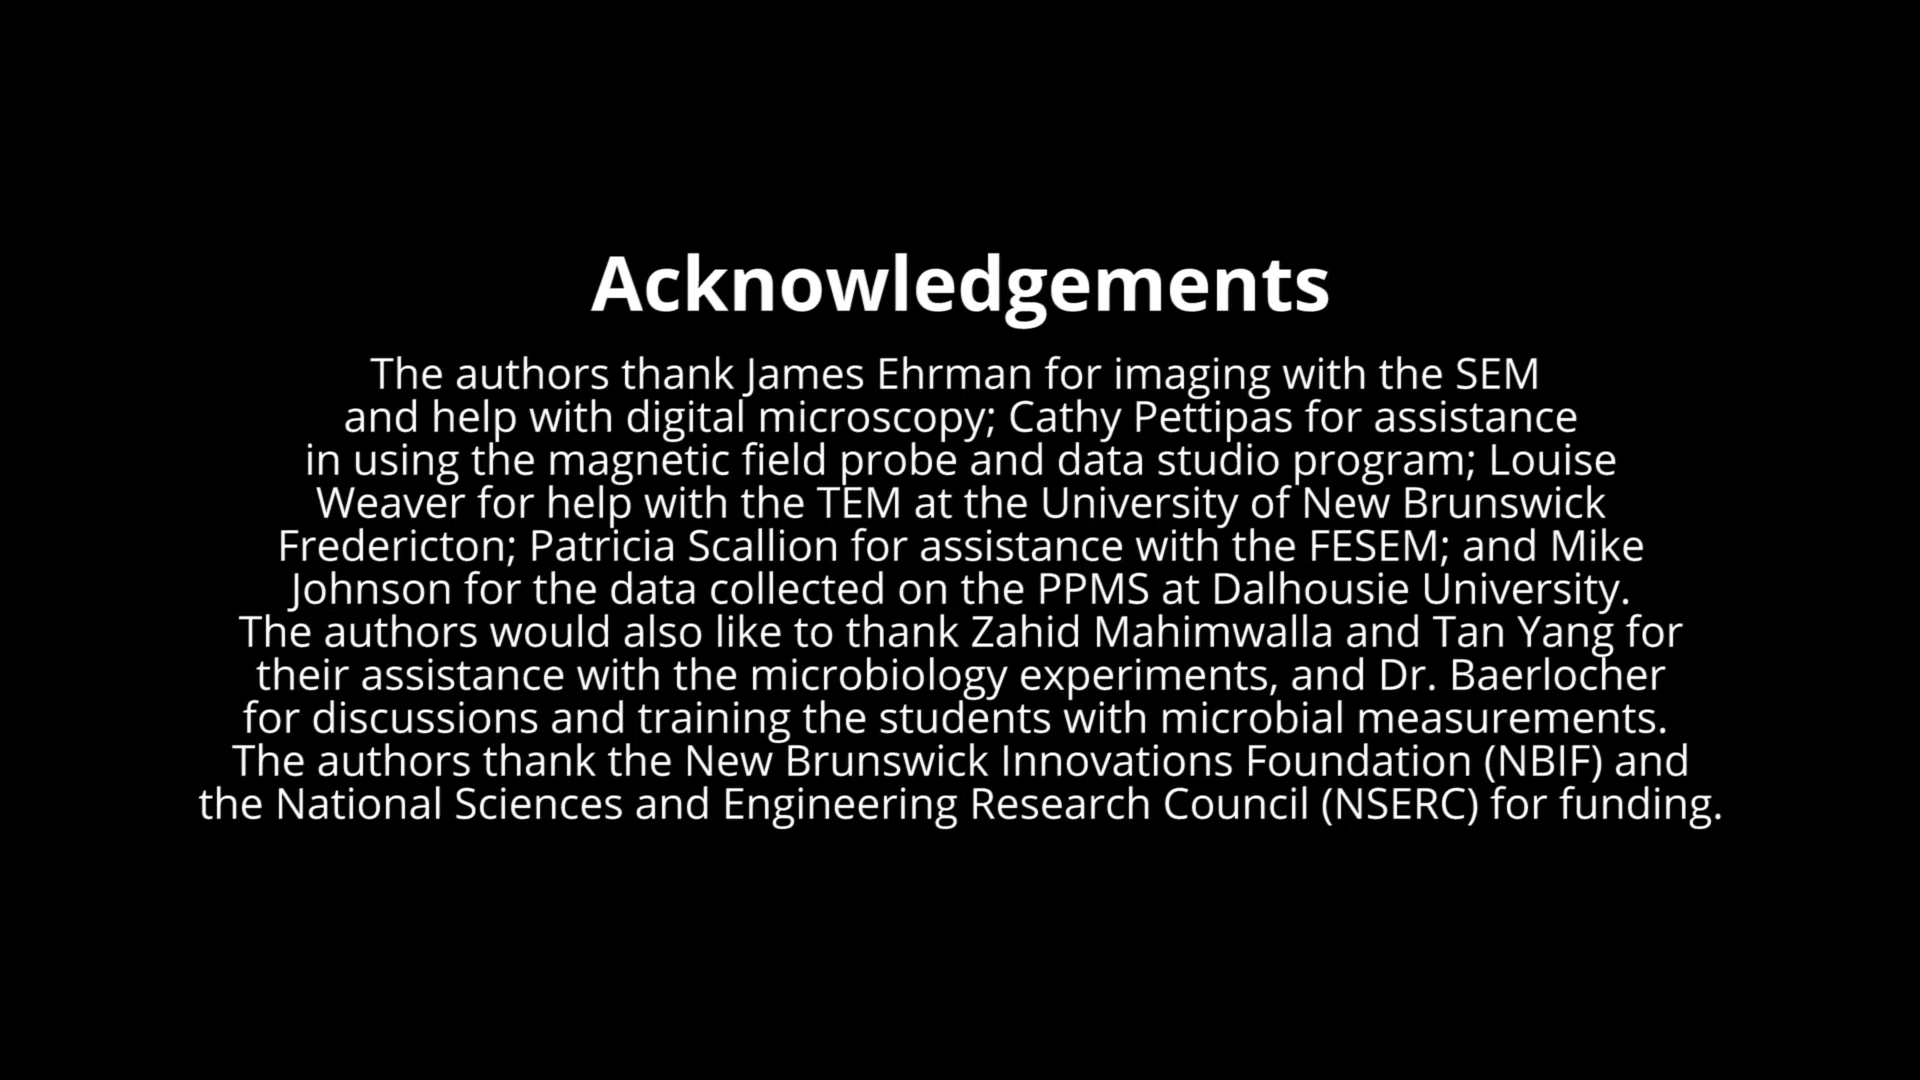 Acknowledgements
The authors thank James Ehrman for imaging with the SEM
and help with digital microscopy; Cathy Pettipas for assistance
in using the magnetic field probe and data studio program; Louise
Weaver for help with the TEM at the University of New Brunswick
Fredericton; Patricia Scallion for assistance with the FESEM; and Mike
Johnson for the data collected on the PPMS at Dalhousie University.
The authors would also like to thank Zahid Mahimwalla and Tan Yang for
their assistance with the microbiology experiments, and Dr. Baerlocher
for discussions and training the students with microbial measurements.
The authors thank the New Brunswick Innovations Foundation (NBIF) and
the National Sciences and Engineering Research Council (NSERC) for funding.